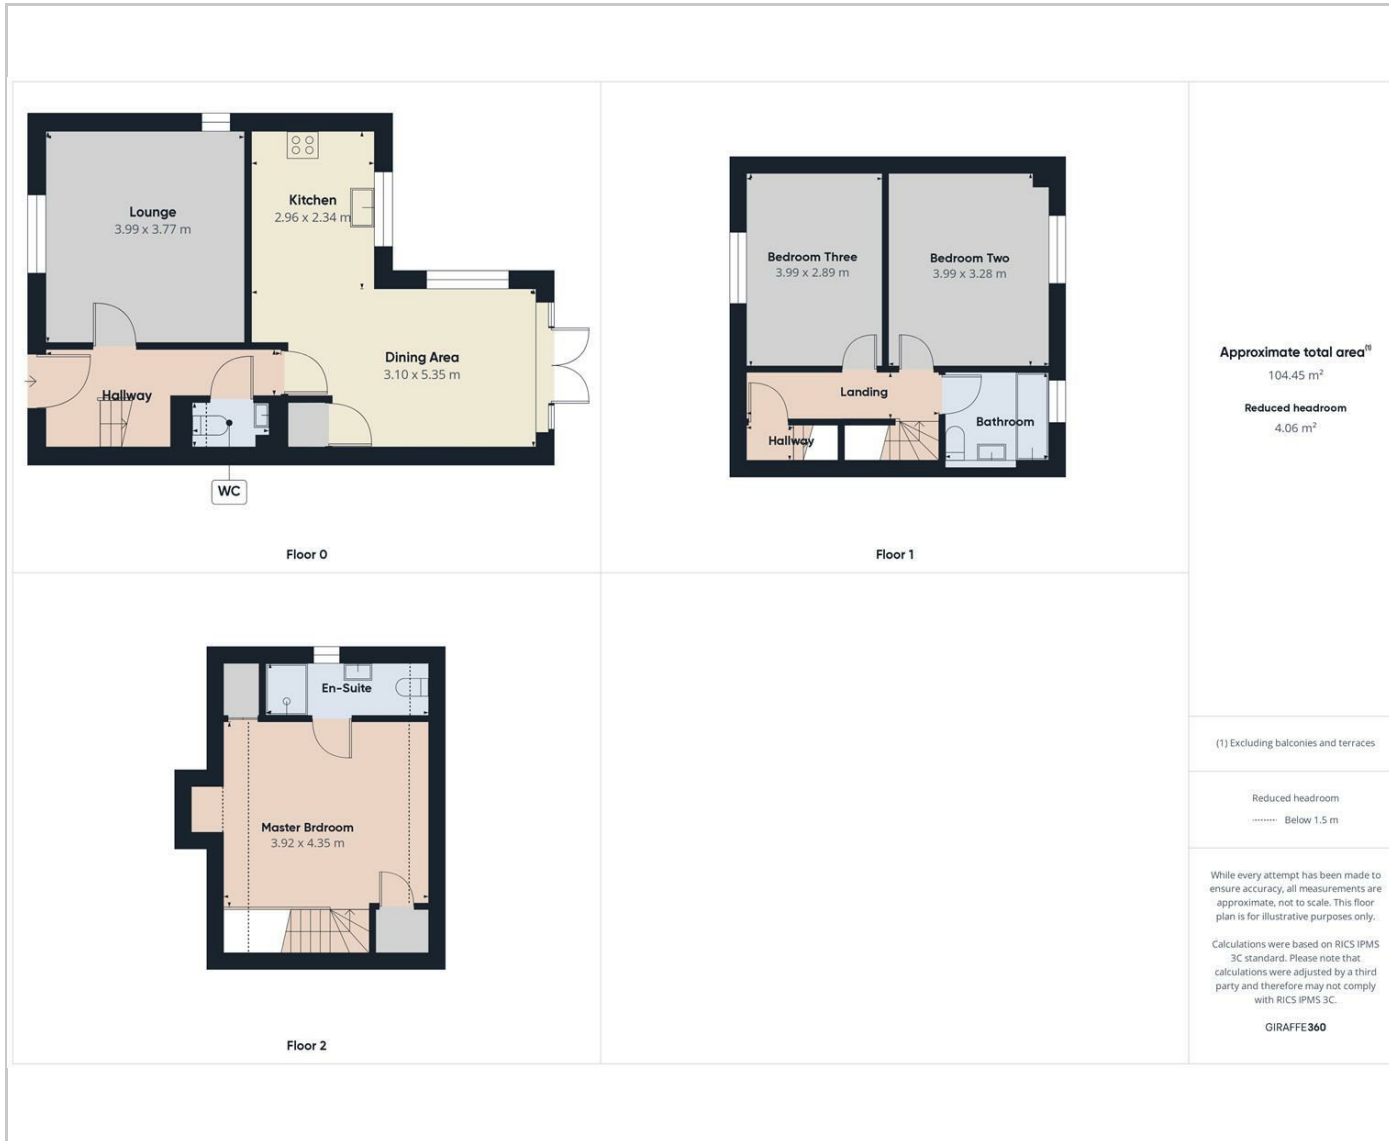 Lounge
3.99 x 3.77 m
Kitchen
2.96 x 2.34 m
Dining Area
3.10 x 5.35 m
Hallway
WC
Floor 0
Bedroom Three
3.99 x 2.89 m
Bedroom Two
3.99 x 3.28 m
Landing
Hallway
Bathroom
Floor 1
En-Suite
Master Brdroom
3.92 x 4.35 m
Floor 2
Approximate total area⁽¹⁾
104.45 m²
Reduced headroom
4.06 m²
(1) Excluding balconies and terraces
Reduced headroom
Below 1.5 m
While every attempt has been made to
ensure accuracy, all measurements are
approximate, not to scale. This floor
plan is for illustrative purposes only.
Calculations were based on RICS IPMS
3C standard. Please note that
calculations were adjusted by a third
party and therefore may not comply
with RICS IPMS 3C.
GIRAFFE360